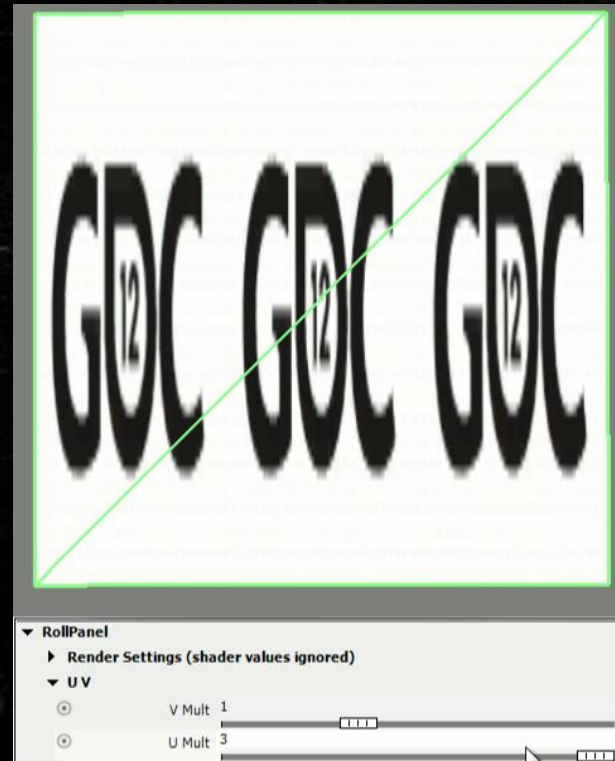 GDC GDC GDC
12 12 12
RollPanel
Render Settings (shader values ignored)
U V
V Mult 1
U Mult 3